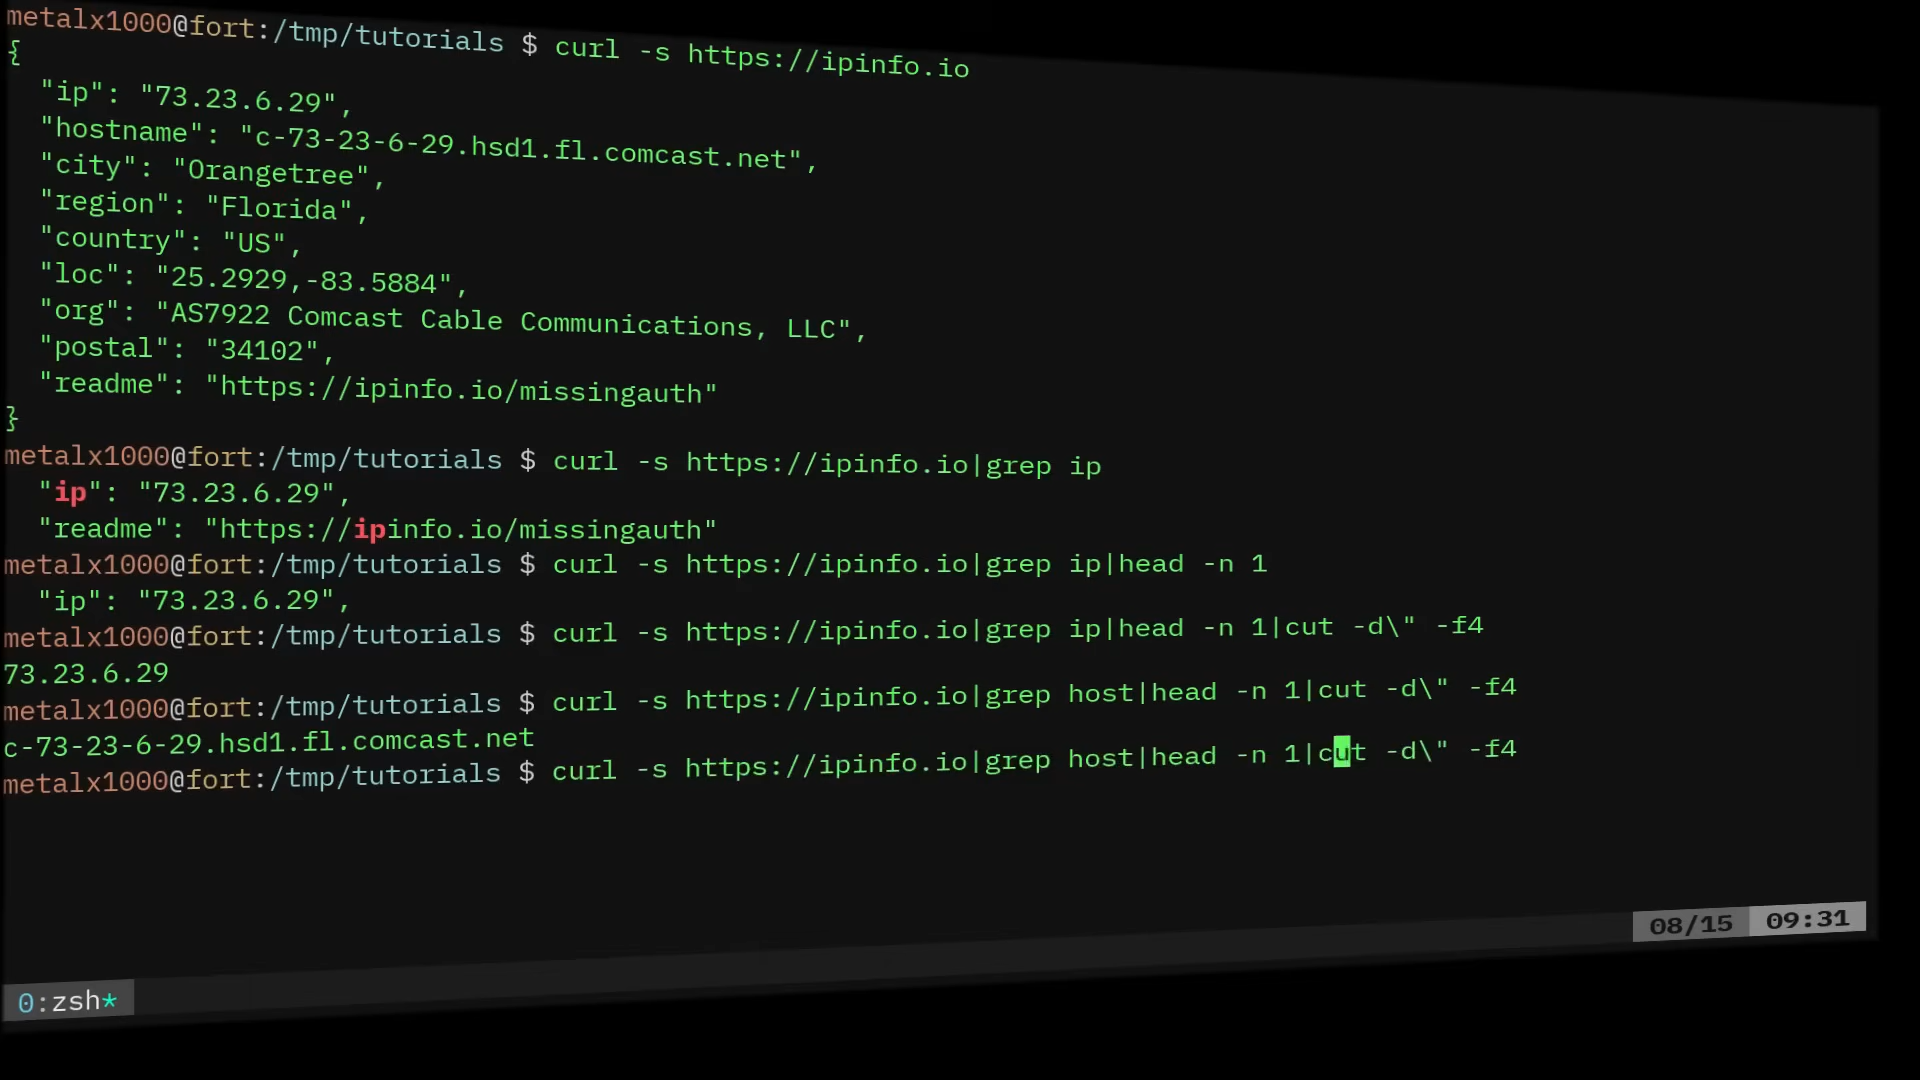 metalx1000@fort:/tmp/tutorials $ curl -s https://ipinfo.io
{
  "ip": "73.23.6.29",
  "hostname": "c-73-23-6-29.hsd1.fl.comcast.net",
  "city": "Orangetree",
  "region": "Florida",
  "country": "US",
  "loc": "25.2929,-83.5884",
  "org": "AS7922 Comcast Cable Communications, LLC",
  "postal": "34102",
  "readme": "https://ipinfo.io/missingauth"
}
metalx1000@fort:/tmp/tutorials $ curl -s https://ipinfo.io|grep ip
  "ip": "73.23.6.29",
  "readme": "https://ipinfo.io/missingauth"
metalx1000@fort:/tmp/tutorials $ curl -s https://ipinfo.io|grep ip|head -n 1
  "ip": "73.23.6.29",
metalx1000@fort:/tmp/tutorials $ curl -s https://ipinfo.io|grep ip|head -n 1|cut -d\" -f4
73.23.6.29
metalx1000@fort:/tmp/tutorials $ curl -s https://ipinfo.io|grep host|head -n 1|cut -d\" -f4
c-73-23-6-29.hsd1.fl.comcast.net
metalx1000@fort:/tmp/tutorials $ curl -s https://ipinfo.io|grep host|head -n 1|cut -d\" -f4
08/15 09:31
0:zsh*